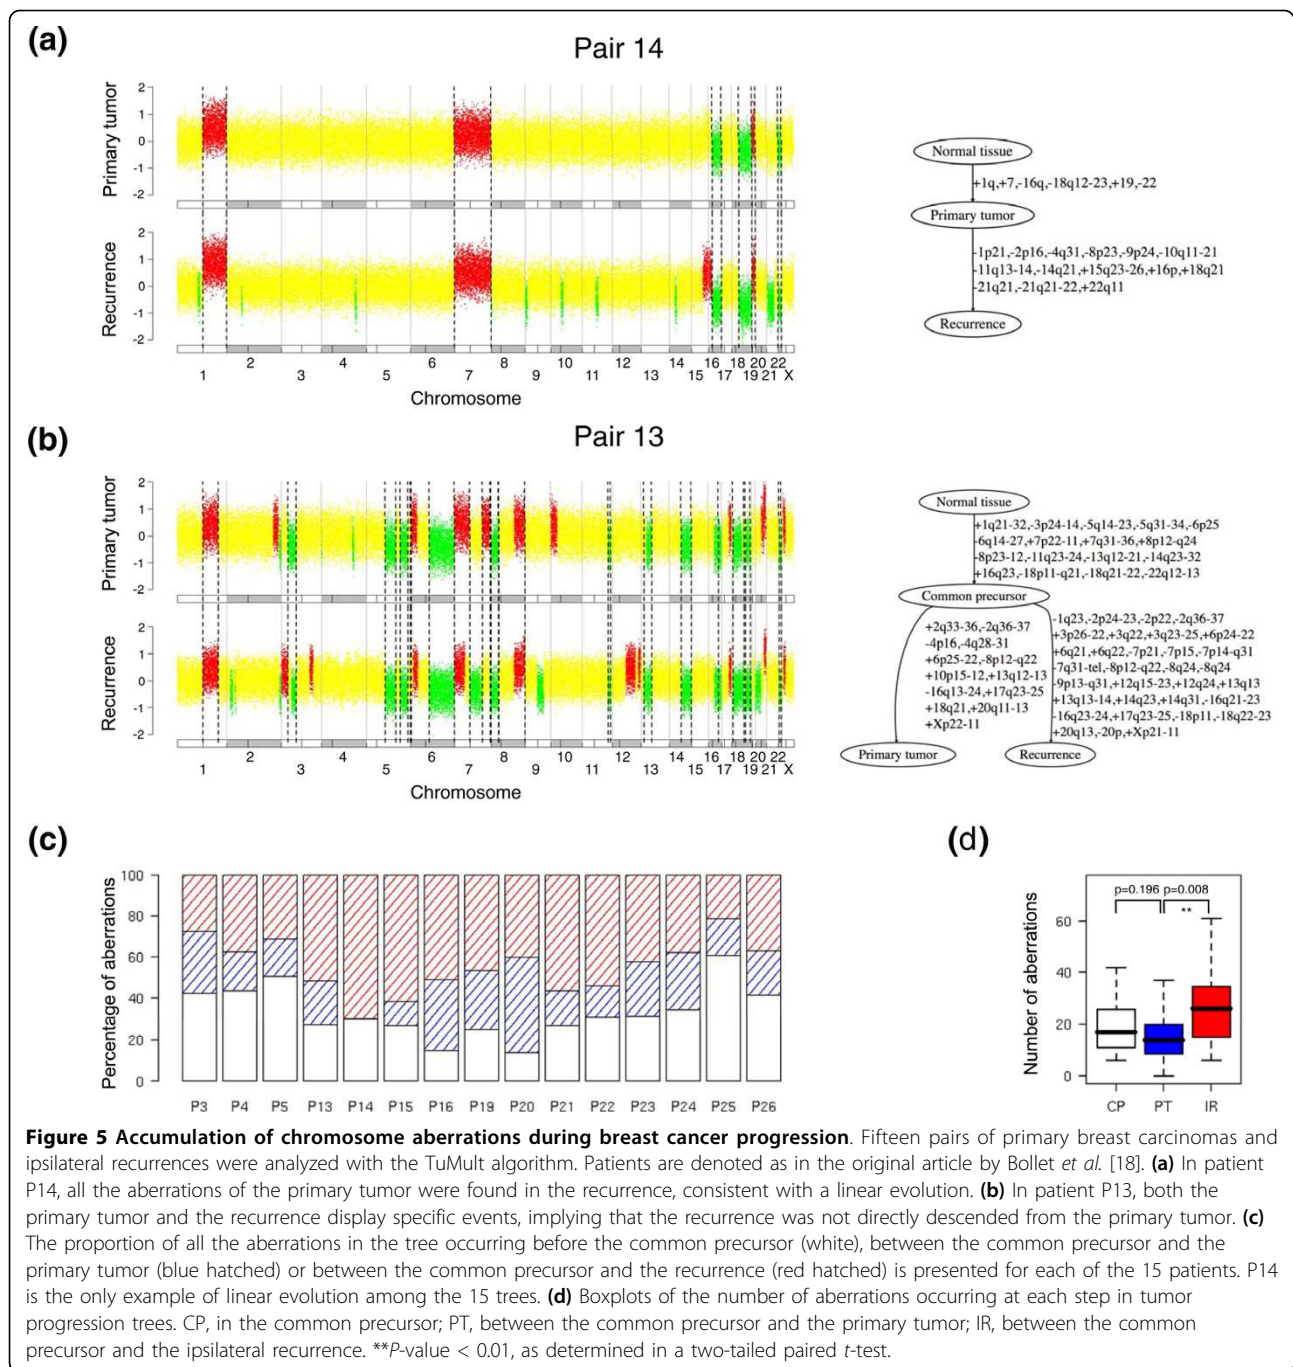 (a)
Pair 14
Primary tumor
2
1
0
-1
-2
Recurrence
2
1
0
-1
-2
2 4 6 8 10 12 14 16 18 20 22
1 3 5 7 9 11 13 15 17 19 21 X
Chromosome
Normal tissue
+1q,+7,-16q,-18q12-23,+19,-22
Primary tumor
-1p21,-2p16,-4q31,-8p23,-9p24,-10q11-21
-11q13-14,-14q21,+15q23-26,+16p,+18q21
-21q21,-21q21-22,+22q11
Recurrence
(b)
Pair 13
Primary tumor
2
1
0
-1
-2
Recurrence
2
1
0
-1
-2
2 4 6 8 10 12 14 16 18 20 22
1 3 5 7 9 11 13 15 17 19 21 X
Chromosome
Normal tissue
+1q21-32,-3p24-14,-5q14-23,-5q31-34,-6p25
-6q14-27,+7p22-11,+7q31-36,+8p12-q24
-8p23-12,-11q23-24,-13q12-21,-14q23-32
+16q23,-18p11-q21,-18q21-22,-22q12-13
Common precursor
+2q33-36,-2q36-37
-4p16,-4q28-31
+6p25-22,-8p12-q22
+10p15-12,+13q12-13
-16q13-24,+17q23-25
+18q21,+20q11-13
+Xp22-11
-1q23,-2p24-23,-2p22,-2q36-37
+3p26-22,+3q22,+3q23-25,+6p24-22
+6q21,+6q22,-7p21,-7p15,-7p14-q31
-7q31-tel,-8p12-q22,-8q24,-8q24
-9p13-q31,+12q15-23,+12q24,+13q13
+13q13-14,+14q23,+14q31,-16q21-23
-16q23-24,+17q23-25,-18p11,-18q22-23
+20q13,-20p,+Xp21-11
Primary tumor
Recurrence
(c)
Percentage of aberrations
100
80
60
40
20
0
P3 P4 P5 P13 P14 P15 P16 P19 P20 P21 P22 P23 P24 P25 P26
(d)
Number of aberrations
p=0.196 p=0.008
**
60
40
20
0
CP PT IR
Figure 5 Accumulation of chromosome aberrations during breast cancer progression. Fifteen pairs of primary breast carcinomas and
ipsilateral recurrences were analyzed with the TuMult algorithm. Patients are denoted as in the original article by Bollet et al. [18]. (a) In patient
P14, all the aberrations of the primary tumor were found in the recurrence, consistent with a linear evolution. (b) In patient P13, both the
primary tumor and the recurrence display specific events, implying that the recurrence was not directly descended from the primary tumor. (c)
The proportion of all the aberrations in the tree occurring before the common precursor (white), between the common precursor and the
primary tumor (blue hatched) or between the common precursor and the recurrence (red hatched) is presented for each of the 15 patients. P14
is the only example of linear evolution among the 15 trees. (d) Boxplots of the number of aberrations occurring at each step in tumor
progression trees. CP, in the common precursor; PT, between the common precursor and the primary tumor; IR, between the common
precursor and the ipsilateral recurrence. **P-value < 0.01, as determined in a two-tailed paired t-test.